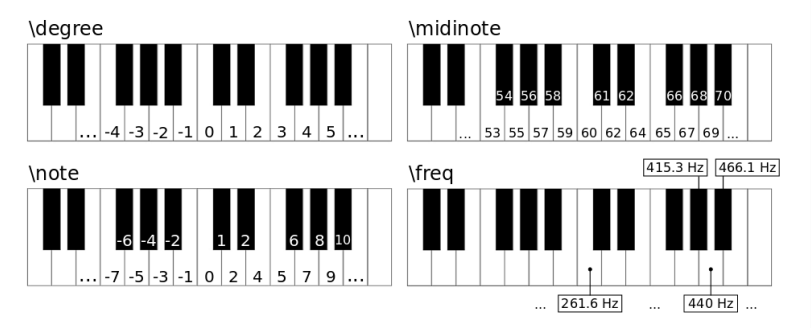 \degree
... -4 -3 -2 -1 0 1 2 3 4 5 ...
\midinote
54 56 58 61 62 66 68 70
... 53 55 57 59 60 62 64 65 67 69 ...
\note
-6 -4 -2 1 2 6 8 10
... -7 -5 -3 -1 0 2 4 5 7 9 ...
415.3 Hz 466.1 Hz
\freq
... 261.6 Hz ... 440 Hz ...